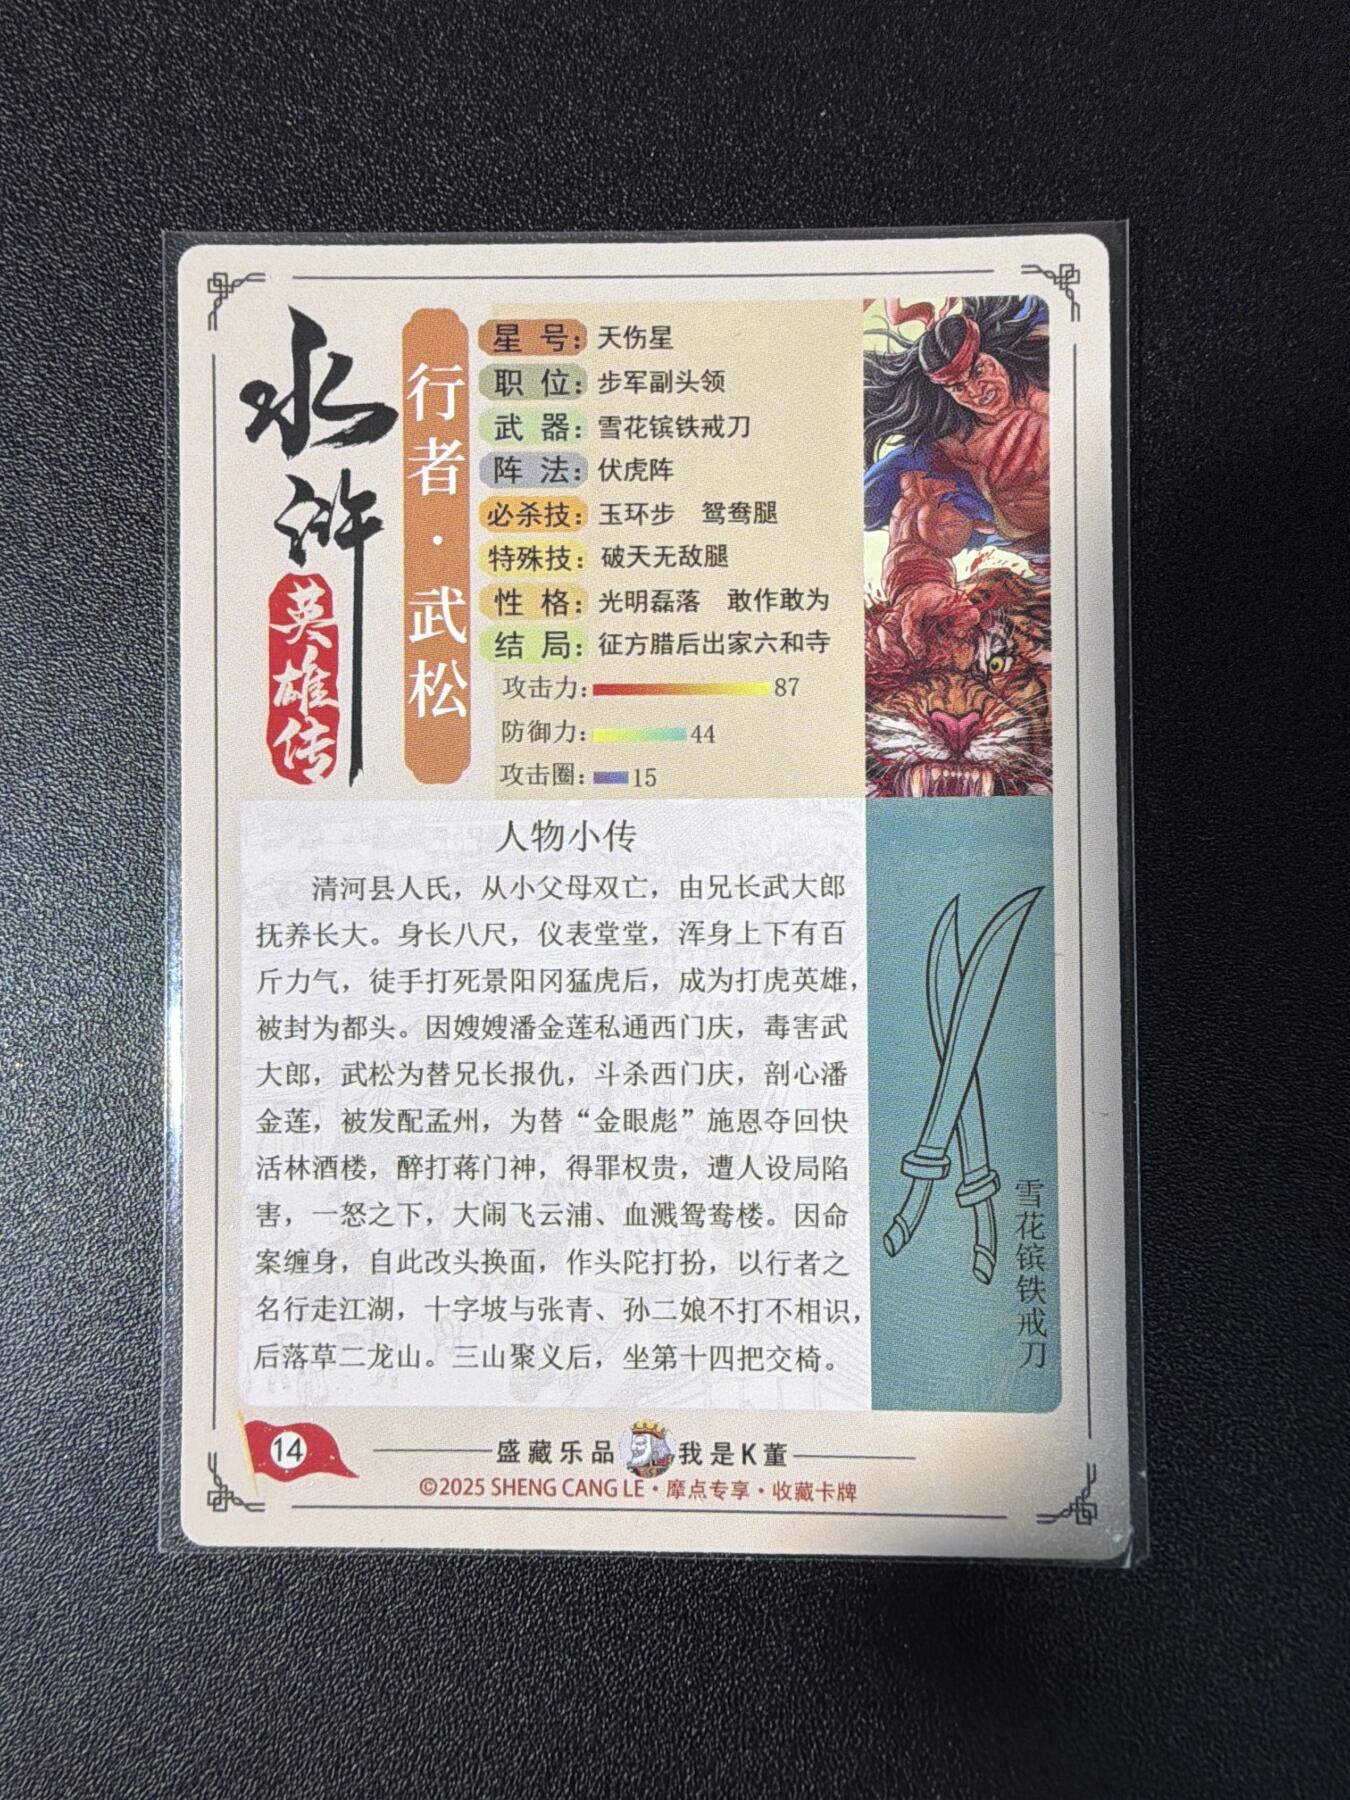 水浒
英雄传
行者·武松
星 号：天伤星
职 位：步军副头领
武 器：雪花镔铁戒刀
阵 法：伏虎阵
必杀技：玉环步 鸳鸯腿
特殊技：破天无敌腿
性 格：光明磊落 敢作敢为
结 局：征方腊后出家六和寺
攻击力：87
防御力：44
攻击圈：15
人物小传
清河县人氏，从小父母双亡，由兄长武大郎
抚养长大。身长八尺，仪表堂堂，浑身上下有百
斤力气，徒手打死景阳冈猛虎后，成为打虎英雄，
被封为都头。因嫂嫂潘金莲私通西门庆，毒害武
大郎，武松为替兄长报仇，斗杀西门庆，剖心潘
金莲，被发配孟州，为替“金眼彪”施恩夺回快
活林酒楼，醉打蒋门神，得罪权贵，遭人设局陷
害，一怒之下，大闹飞云浦、血溅鸳鸯楼。因命
案缠身，自此改头换面，作头陀打扮，以行者之
名行走江湖，十字坡与张青、孙二娘不打不相识，
后落草二龙山。三山聚义后，坐第十四把交椅。
雪花镔铁戒刀
14
盛藏乐品 我是K董
©2025 SHENG CANG LE·摩点专享·收藏卡牌